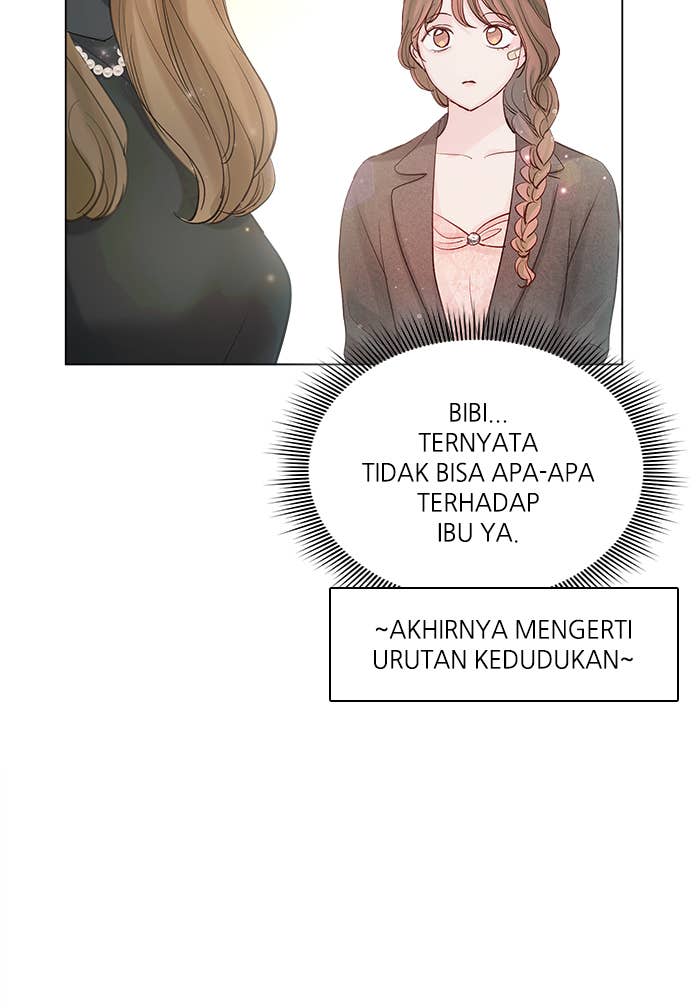 BIBI...
TERNYATA
TIDAK BISA APA-APA
TERHADAP
IBU YA.
~AKHIRNYA MENGERTI
URUTAN KEDUDUKAN~